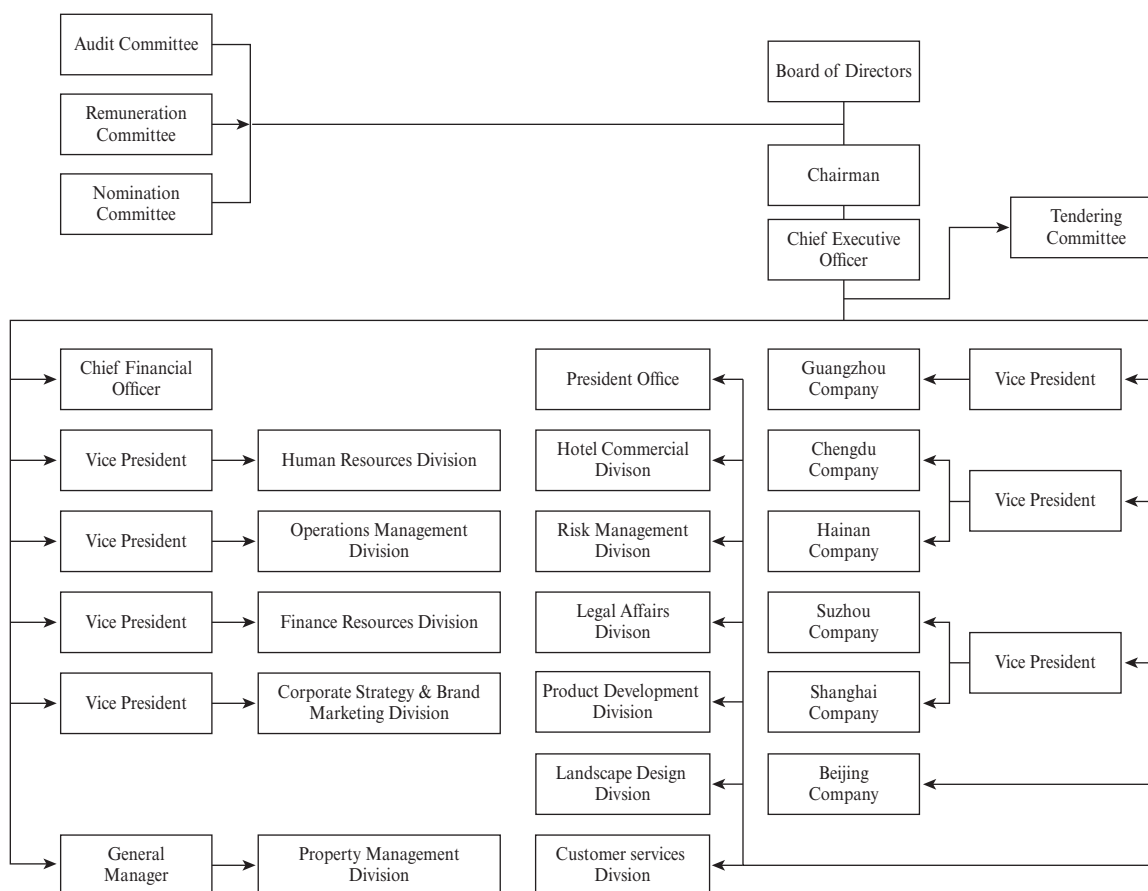 Audit Committee
Board of Directors
Remuneration
Committee
Chairman
Nomination
Committee
Tendering
Committee
Chief Executive
Officer
Chief Financial
Officer
President Office
Guangzhou
Company
Vice President
Vice President
Human Resources Division
Hotel Commercial
Divison
Chengdu
Company
Vice President
Vice President
Operations Management
Division
Risk Management
Divison
Hainan
Company
Vice President
Finance Resources Division
Legal Affairs
Divison
Suzhou
Company
Vice President
Vice President
Corporate Strategy & Brand
Marketing Division
Product Development
Division
Shanghai
Company
Landscape Design
Divsion
Beijing
Company
General
Manager
Property Management
Division
Customer services
Divsion